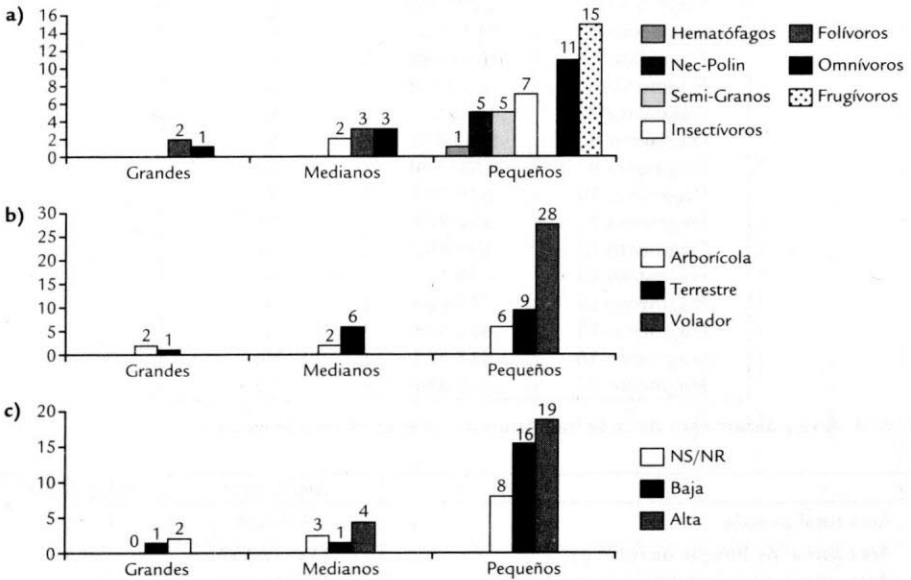 a)
16
14
12
10
8
6
4
2
0
2 1
2 3 3
1 5 5 7 11 15
Grandes Medianos Pequeños
Hematófagos Folívoros
Nec-Polin Omnívoros
Semi-Granos Frugívoros
Insectívoros
b)
30
25
20
15
10
5
0
2 1
2 6
6 9 28
Grandes Medianos Pequeños
Arborícola
Terrestre
Volador
c)
20
15
10
5
0
0 1 2
3 1 4
8 16 19
Grandes Medianos Pequeños
NS/NR
Baja
Alta